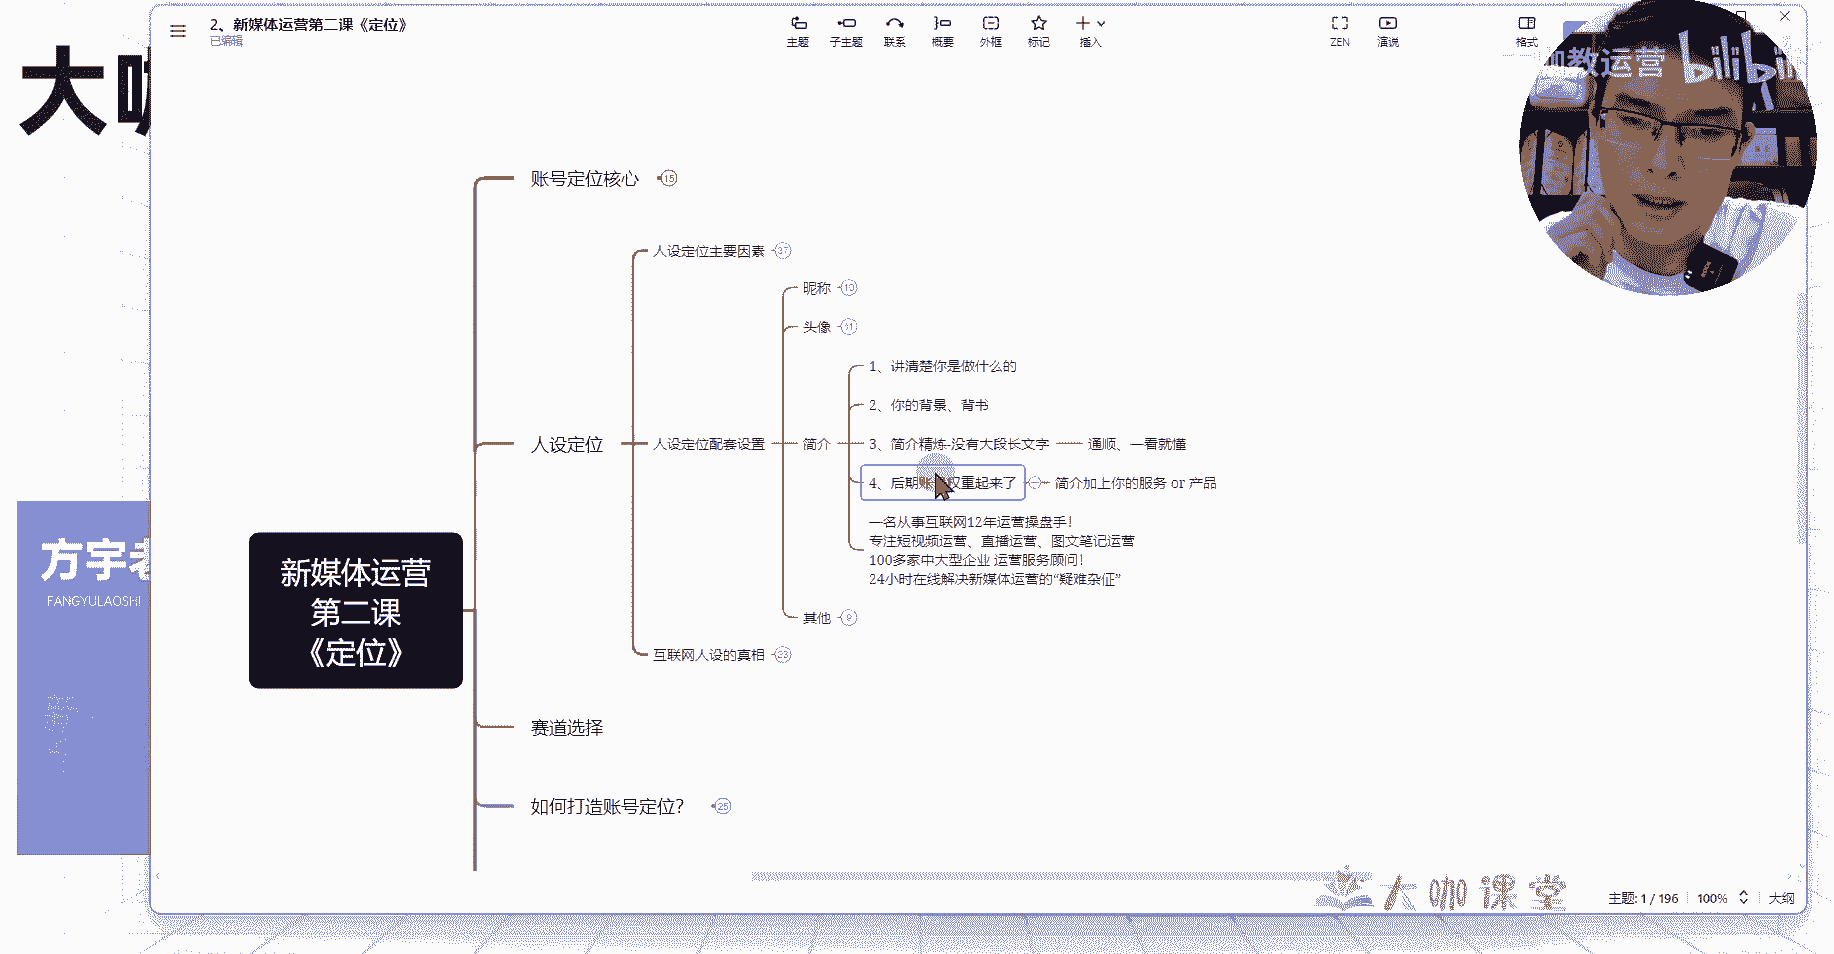 2、新媒体运营第二课《定位》
已编辑
主题
子主题
联系
概要
外框
标记
插入
ZEN
演说
格式
教运营
大
账号定位核心 15
人设定位主要因素 37
昵称 10
头像
1、讲清楚你是做什么的
2、你的背景、背书
人设定位
人设定位配套设置
简介
3、简介精炼-没有大段长文字
通顺、一看就懂
4、后期账 权重起来了
简介加上你的服务 or 产品
一名从事互联网12年运营操盘手!
专注短视频运营、直播运营、图文笔记运营
100多家中大型企业 运营服务顾问!
24小时在线解决新媒体运营的“疑难杂症”
其他 9
互联网人设的真相 23
新媒体运营
第二课
《定位》
方宇
FANGYULAOSHI
赛道选择
如何打造账号定位? 25
大咖课堂
主题: 1 / 196
100%
大纲